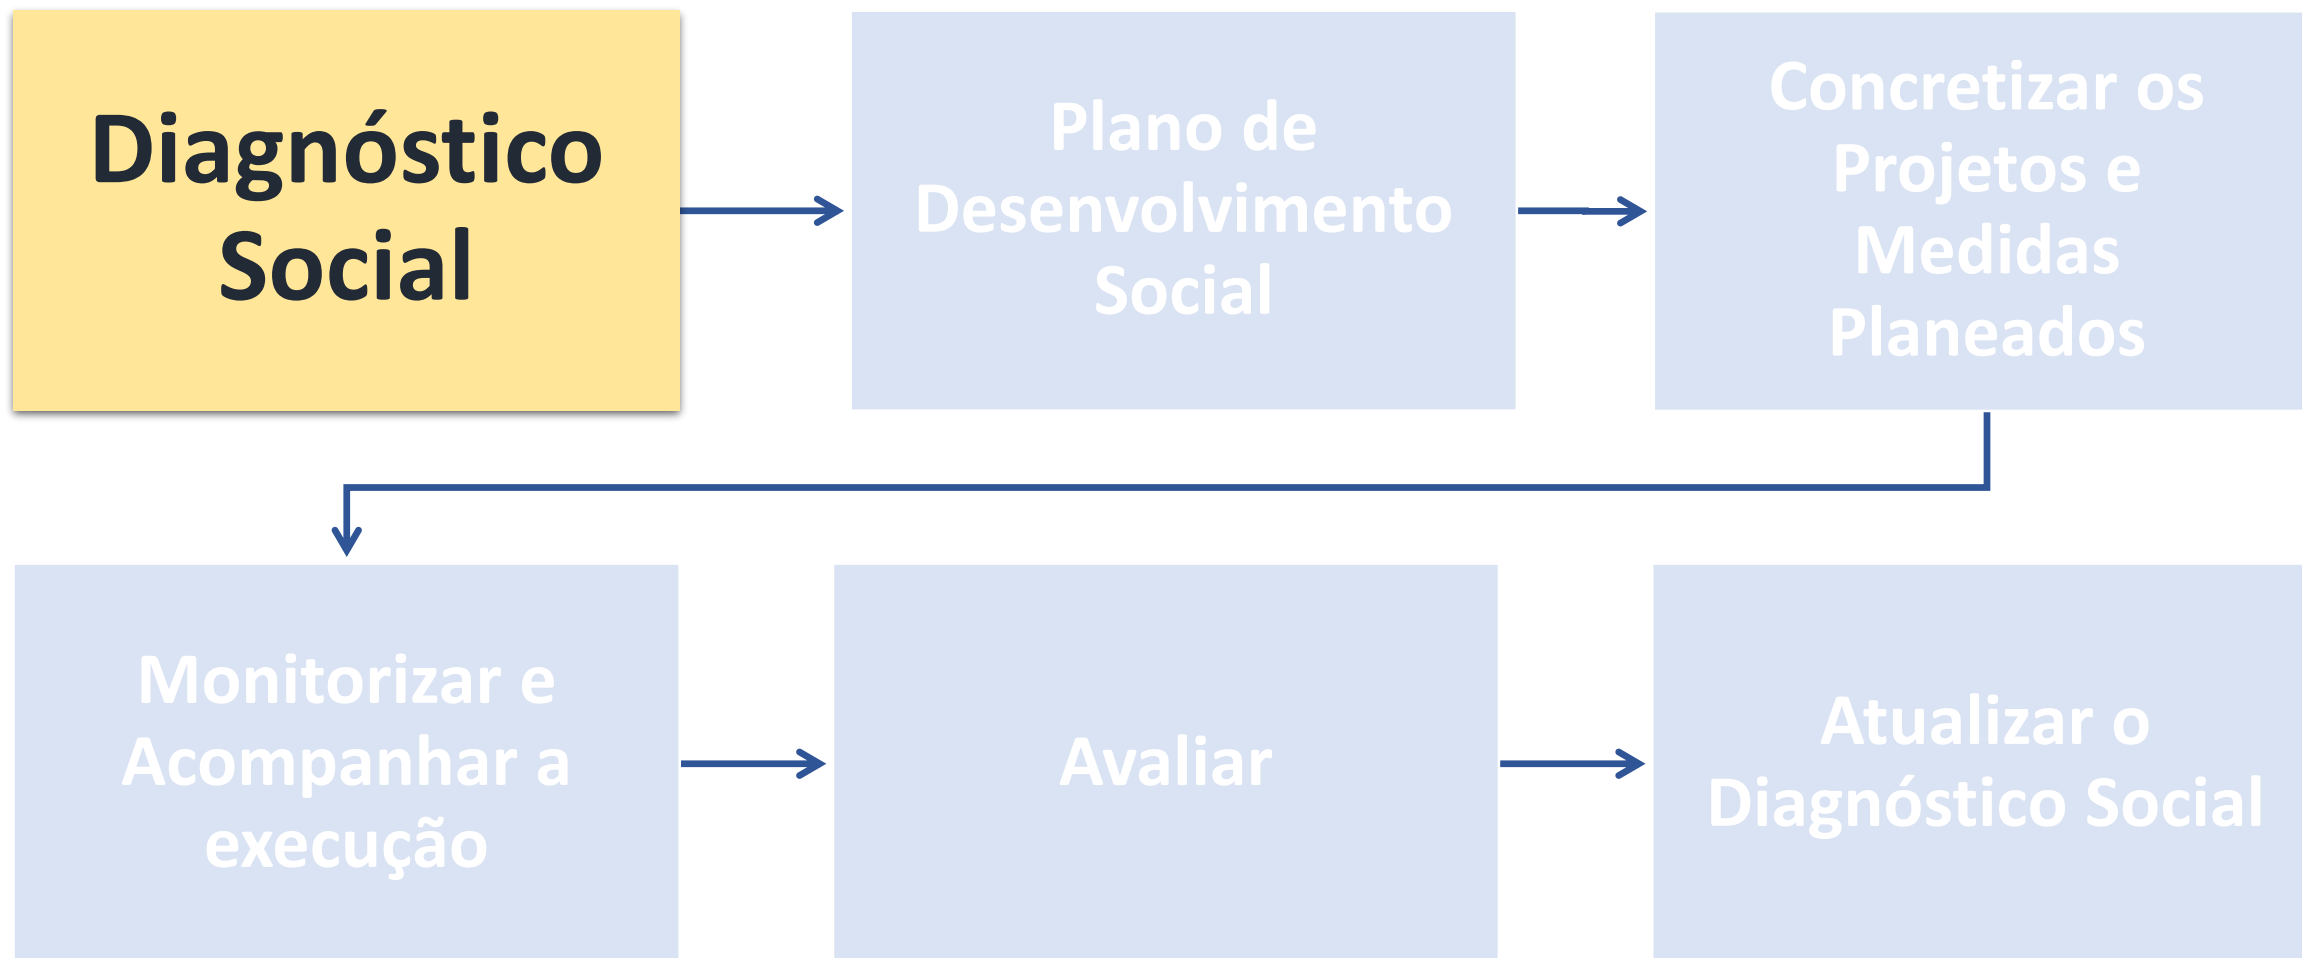 Diagnóstico
Social
Plano de
Desenvolvimento
Social
Concretizar os
Projetos e
Medidas
Planeados
Monitorizar e
Acompanhar a
execução
Avaliar
Atualizar o
Diagnóstico Social